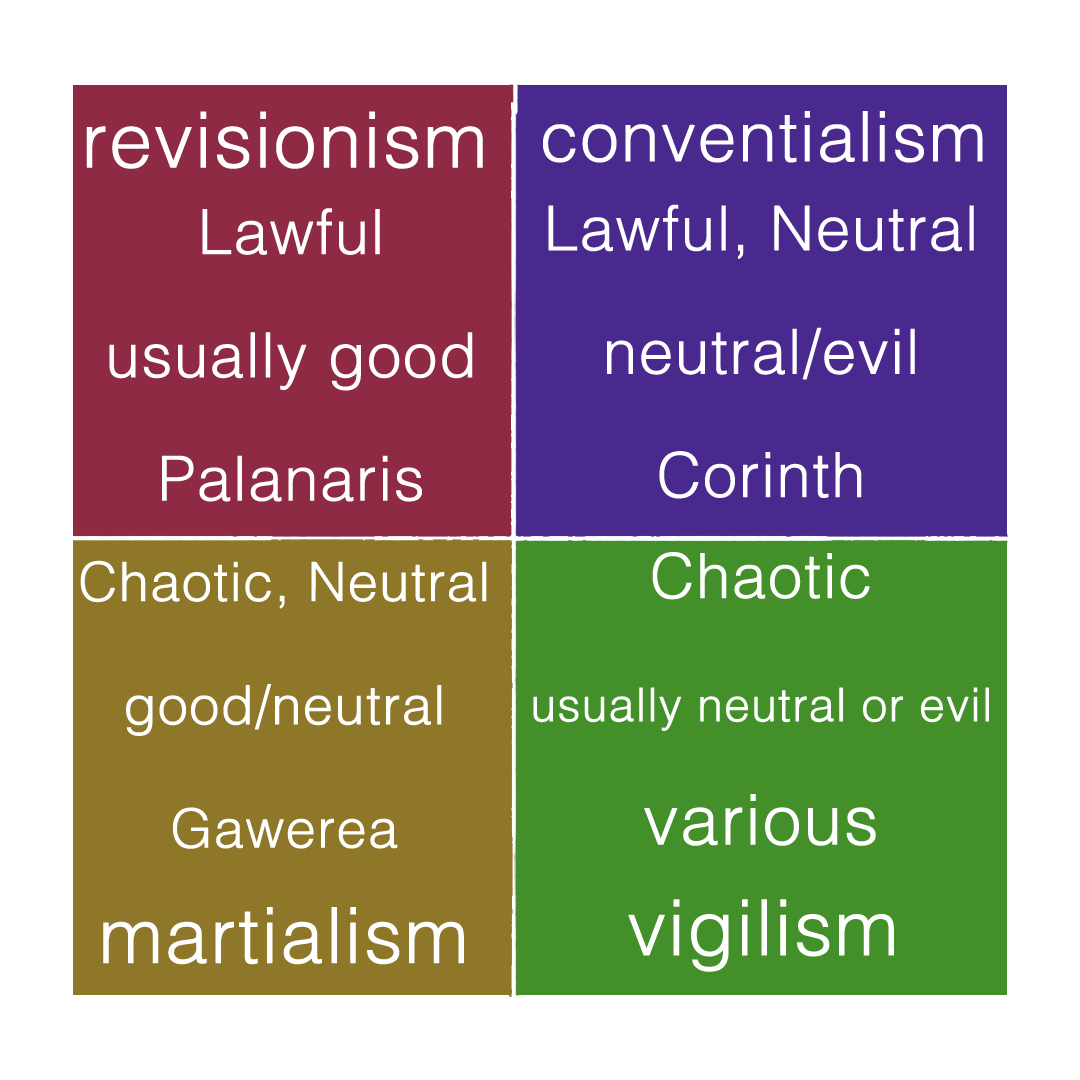 revisionism
Lawful
usually good
Palanaris
conventialism
Lawful, Neutral
neutral/evil
Corinth
Chaotic, Neutral
good/neutral
Gawerea
martialism
Chaotic
usually neutral or evil
various
vigilism